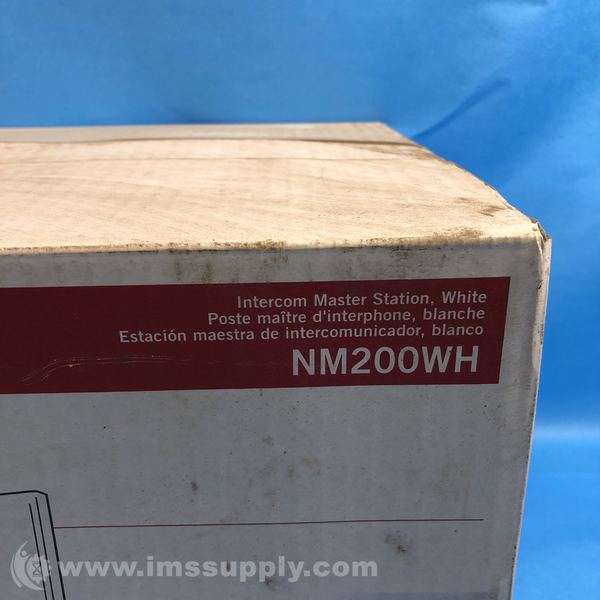 Intercom Master Station, White
Poste maître d'interphone, blanche
Estación maestra de intercomunicador, blanco
NM200WH
www.imssupply.com